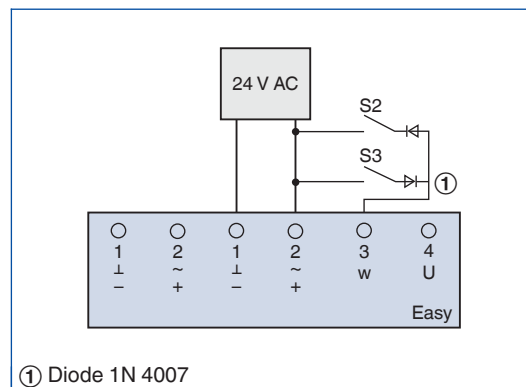 24 V AC
S2
S3
①
1 2 1 2 3 4
⊥ ~ ⊥ ~ w U
– + – +
Easy
① Diode 1N 4007